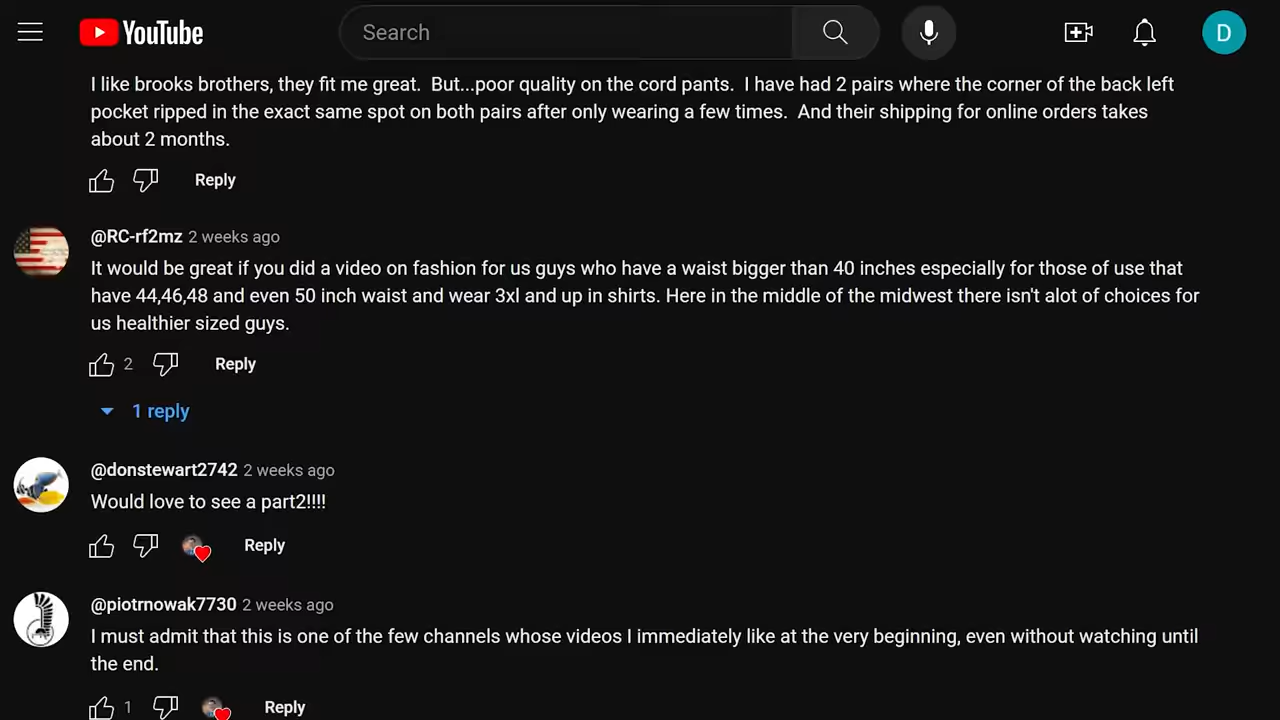 YouTube
Search
D
I like brooks brothers, they fit me great.  But...poor quality on the cord pants.  I have had 2 pairs where the corner of the back left
pocket ripped in the exact same spot on both pairs after only wearing a few times.  And their shipping for online orders takes
about 2 months.
Reply
@RC-rf2mz 2 weeks ago
It would be great if you did a video on fashion for us guys who have a waist bigger than 40 inches especially for those of use that
have 44,46,48 and even 50 inch waist and wear 3xl and up in shirts. Here in the middle of the midwest there isn't alot of choices for
us healthier sized guys.
2 Reply
1 reply
@donstewart2742 2 weeks ago
Would love to see a part2!!!!
Reply
@piotrnowak7730 2 weeks ago
I must admit that this is one of the few channels whose videos I immediately like at the very beginning, even without watching until
the end.
1 Reply